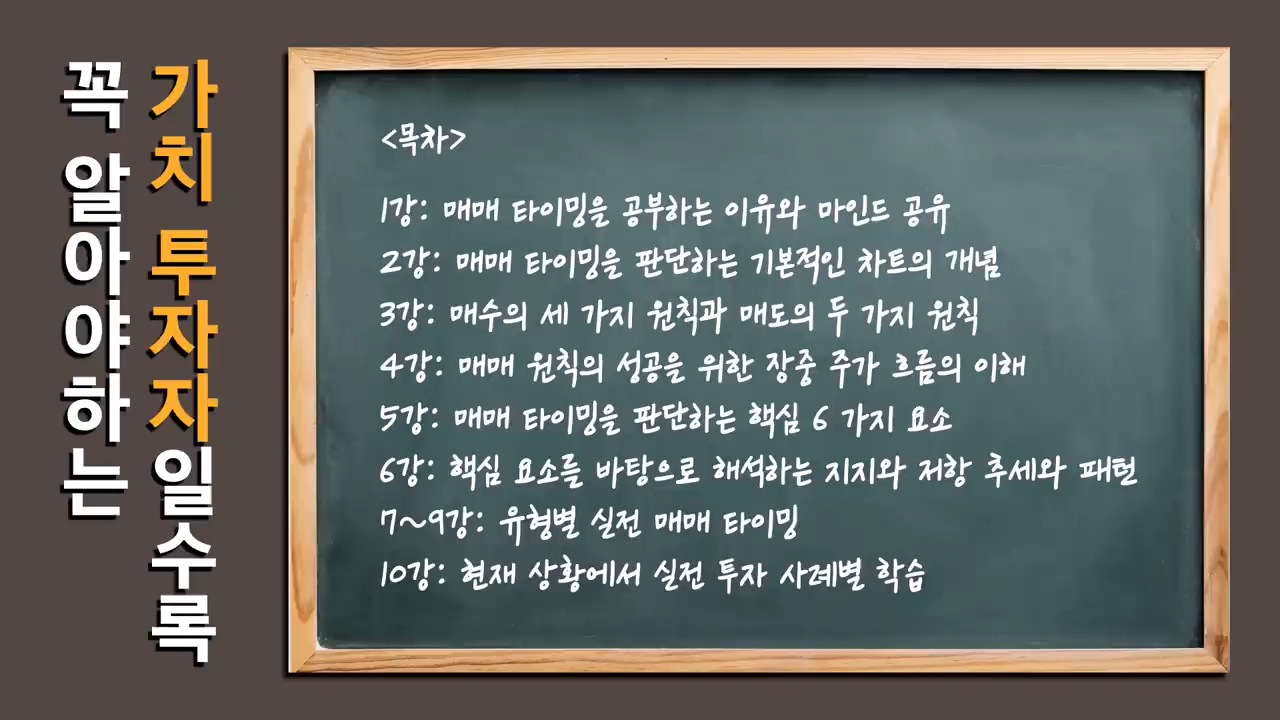 가치 투자자일수록
꼭 알아야하는
<목차>
1강: 매매 타이밍을 공부하는 이유와 마인드 공유
2강: 매매 타이밍을 판단하는 기본적인 차트의 개념
3강: 매수의 세 가지 원칙과 매도의 두 가지 원칙
4강: 매매 원칙의 성공을 위한 장중 주가 흐름의 이해
5강: 매매 타이밍을 판단하는 핵심 6 가지 요소
6강: 핵심 요소를 바탕으로 해석하는 지지와 저항 추세와 패턴
7~9강: 유형별 실전 매매 타이밍
10강: 현재 상황에서 실전 투자 사례별 학습